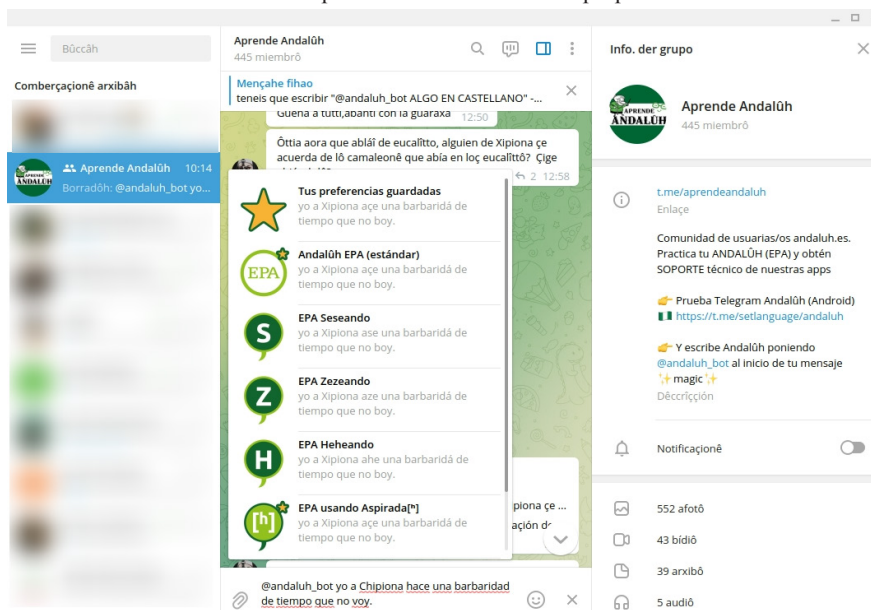 Bûccâh
Comberçaçionê arxibâh
Aprende Andalûh 10:14
Borradôh: @andaluh_bot yo...
Aprende Andalûh
445 miembrô
Mençahe fihao
teneis que escribir "@andaluh_bot ALGO EN CASTELLANO" -...
Guena a tutti,abanti con la guaraxa 12:50
Ôttia aora que ablâî de eucalîtto, alguien de Xipiona çe
acuerda de lô camaleonê que abía en loç eucalîttô? Çige
2 12:58
Tus preferencias guardadas
yo a Xipiona açe una barbaridá de
tiempo que no boy.
EPA
Andalûh EPA (estándar)
yo a Xipiona açe una barbaridá de
tiempo que no boy.
S
EPA Seseando
yo a Xipiona ase una barbaridá de
tiempo que no boy.
Z
EPA Zezeando
yo a Xipiona aze una barbaridá de
tiempo que no boy.
H
EPA Heheando
yo a Xipiona ahe una barbaridá de
tiempo que no boy.
[h]
EPA usando Aspirada[ʰ]
yo a Xipiona açe una barbaridá de
tiempo que no boy.
piona çe ...
@andaluh_bot yo a Chipiona hace una barbaridad
de tiempo que no voy.
Info. der grupo
APRENDE
ANDALÛH
Aprende Andalûh
445 miembrô
t.me/aprendeandaluh
Enlaçe
Comunidad de usuarias/os andaluh.es.
Practica tu ANDALÛH (EPA) y obtén
SOPORTE técnico de nuestras apps
👉 Prueba Telegram Andalûh (Android)
https://t.me/setlanguage/andaluh
👉 Y escribe Andalûh poniendo
@andaluh_bot al inicio de tu mensaje
✨magic✨
Dêccrîçión
Notificaçionê
552 afotô
43 bídiô
39 arxibô
5 audiô